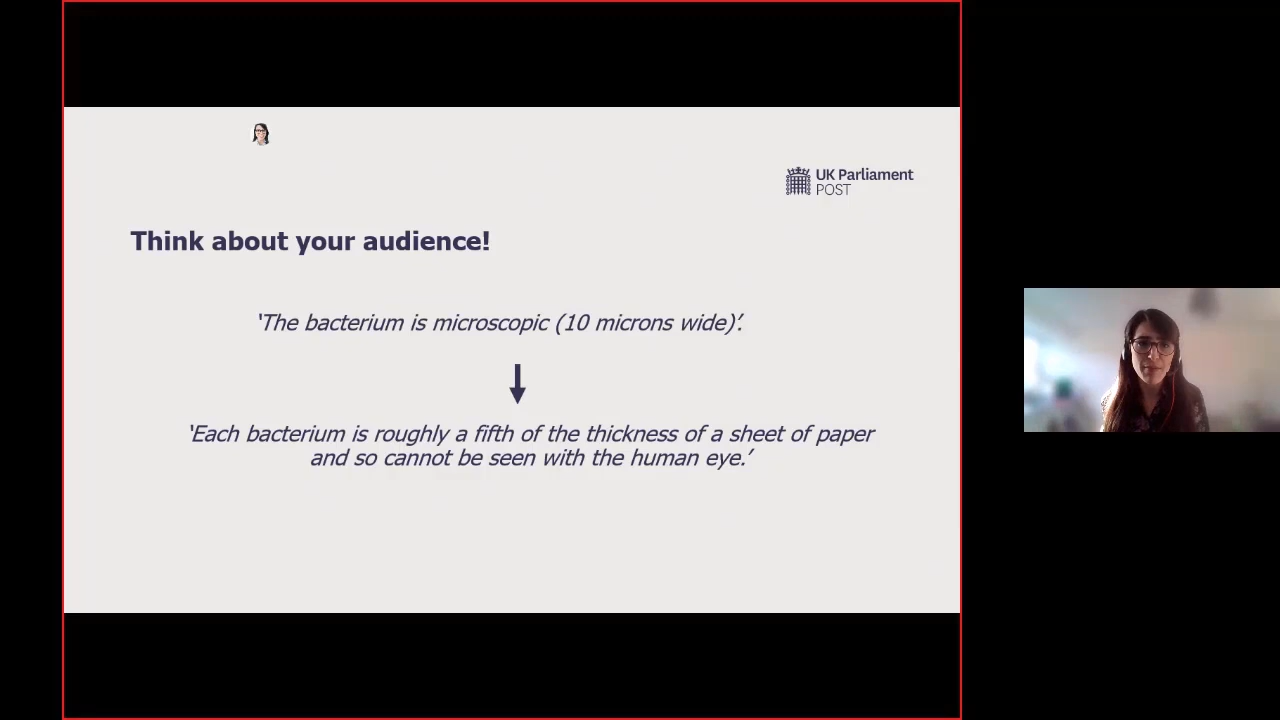 UK Parliament
POST
Think about your audience!
‘The bacterium is microscopic (10 microns wide)’.
‘Each bacterium is roughly a fifth of the thickness of a sheet of paper
and so cannot be seen with the human eye.’